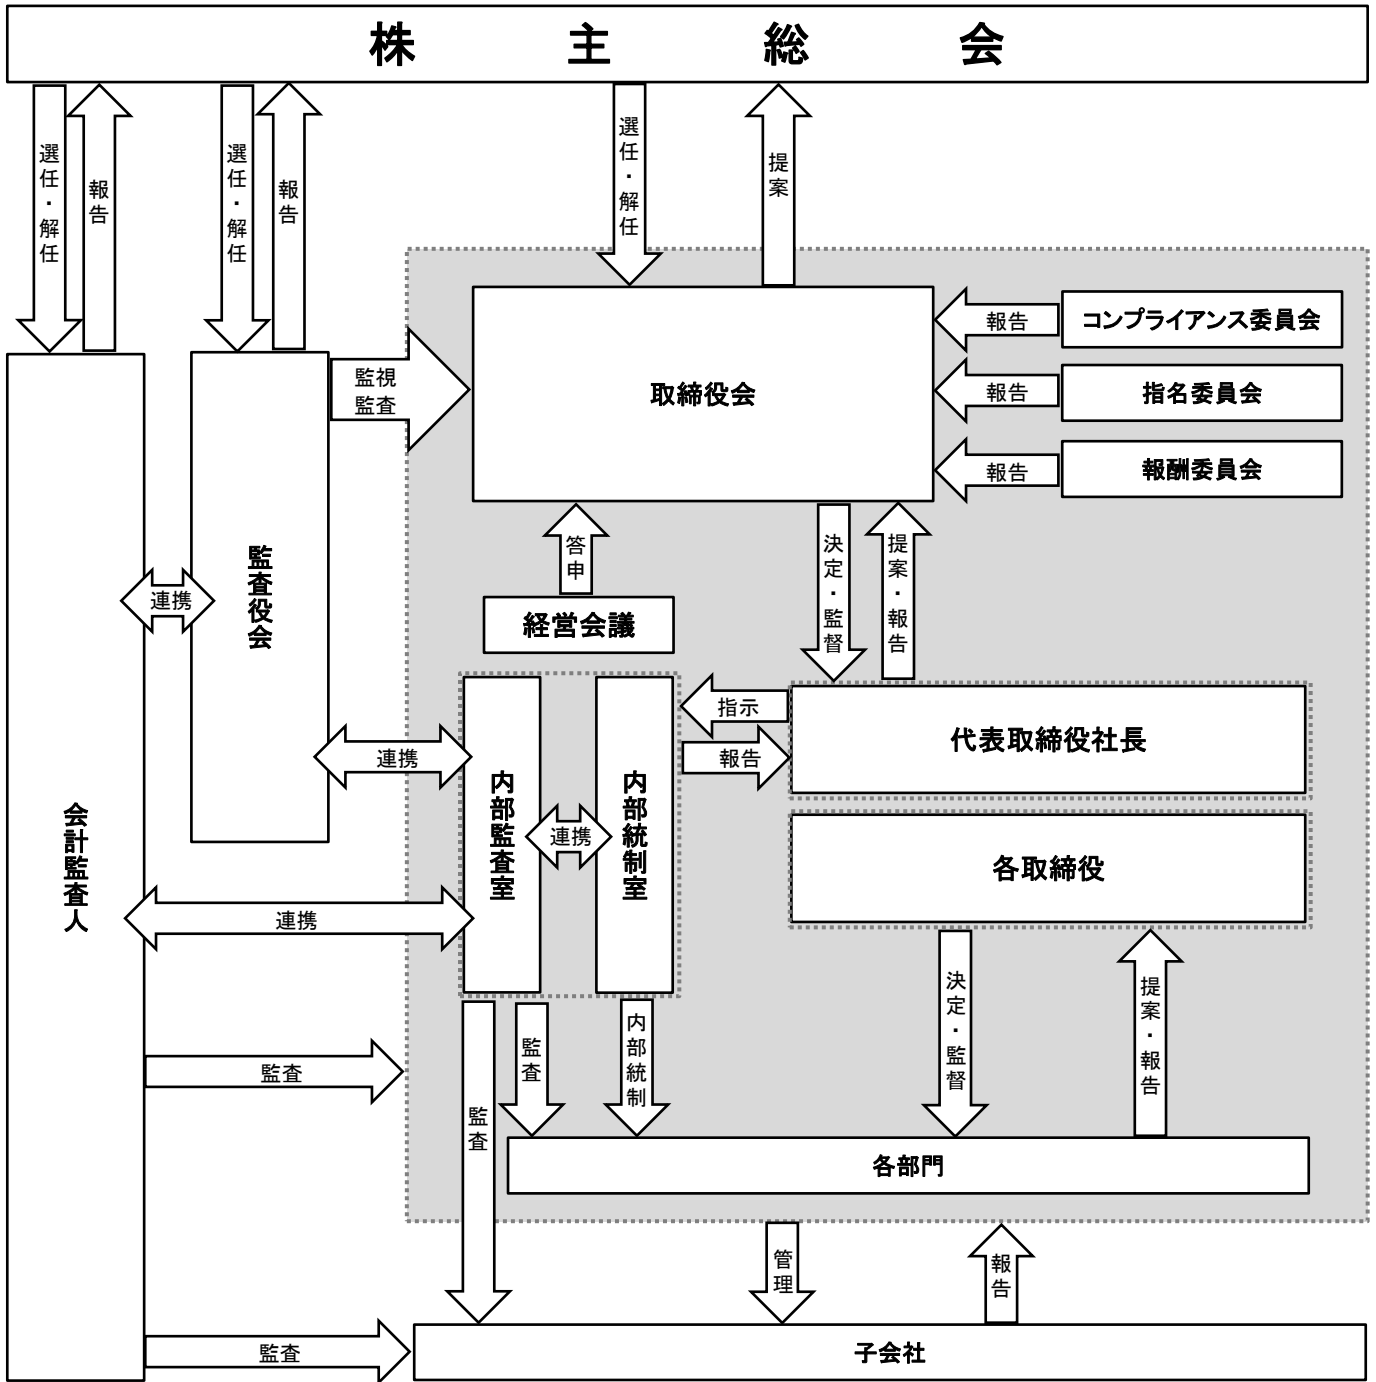 株主総会
選任・解任
報告
選任・解任
報告
選任・解任
提案
取締役会
報告
コンプライアンス委員会
報告
指名委員会
報告
報酬委員会
監視
監査
監査役会
連携
答申
経営会議
決定・監督
提案・報告
指示
報告
代表取締役社長
連携
内部監査室
連携
内部統制室
各取締役
会計監査人
連携
監査
監査
監査
内部統制
決定・監督
提案・報告
各部門
管理
報告
監査
子会社